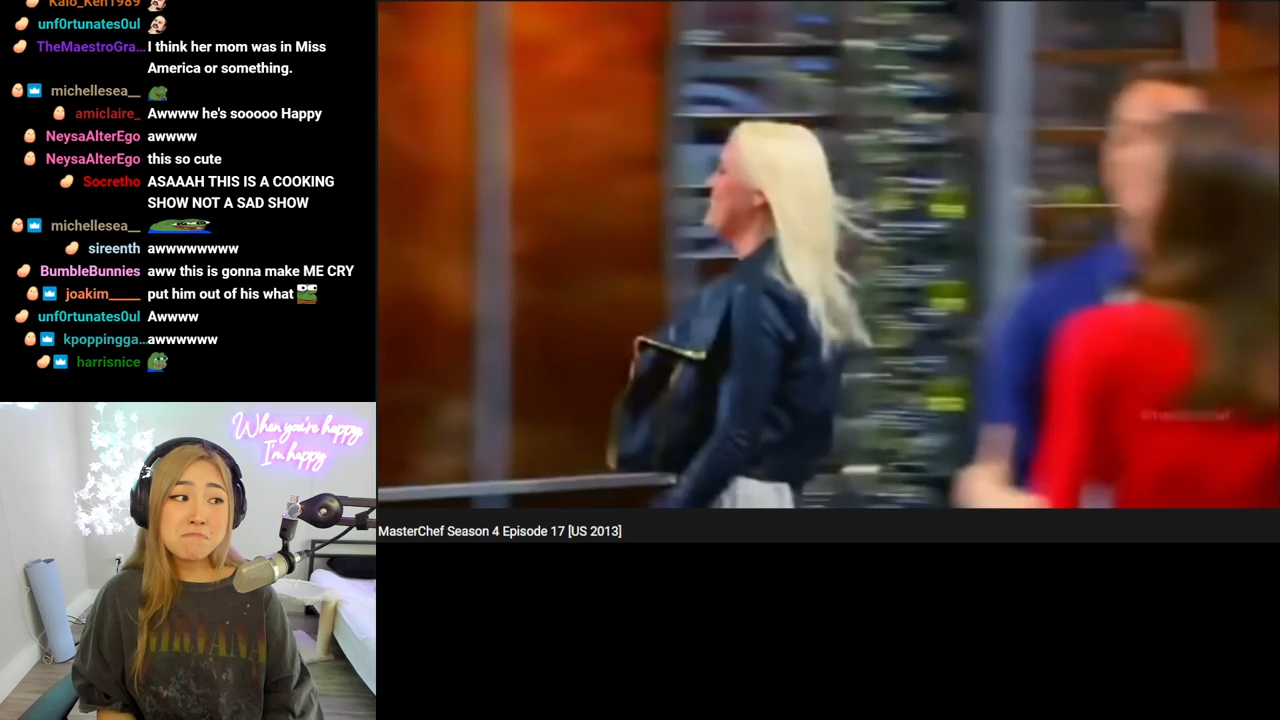 Kalo_Ken1989
unf0rtunates0ul
TheMaestroGra... I think her mom was in Miss
America or something.
michellesea__
amiclaire_ Awwww he's sooooo Happy
NeysaAlterEgo awwww
NeysaAlterEgo this so cute
Socretho ASAAAH THIS IS A COOKING
SHOW NOT A SAD SHOW
michellesea__
sireenth awwwwwwww
BumbleBunnies aww this is gonna make ME CRY
joakim_____ put him out of his what
unf0rtunates0ul Awwww
kpoppingga... awwwwww
harrisnice
When you're happy
I'm happy
NIRVANA
MasterChef Season 4 Episode 17 [US 2013]